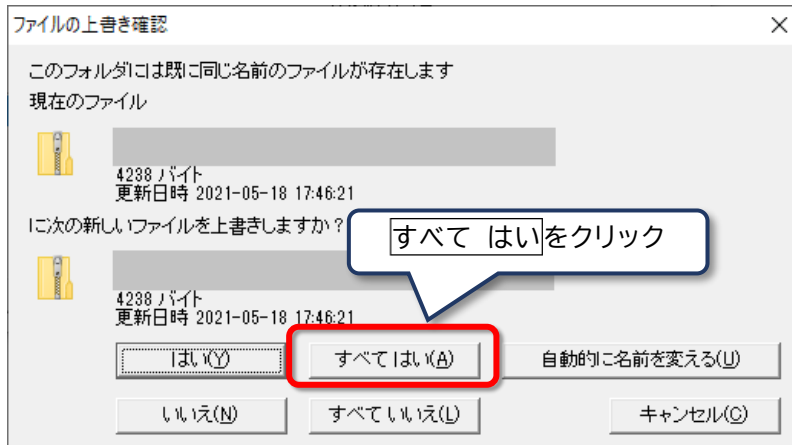 ファイルの上書き確認
このフォルダには既に同じ名前のファイルが存在します
現在のファイル
4238 バイト
更新日時 2021-05-18 17:46:21
に次の新しいファイルを上書きしますか?
すべて はいをクリック
4238 バイト
更新日時 2021-05-18 17:46:21
はい(Y)
すべてはい(A)
自動的に名前を変える(U)
いいえ(N)
すべていいえ(L)
キャンセル(C)